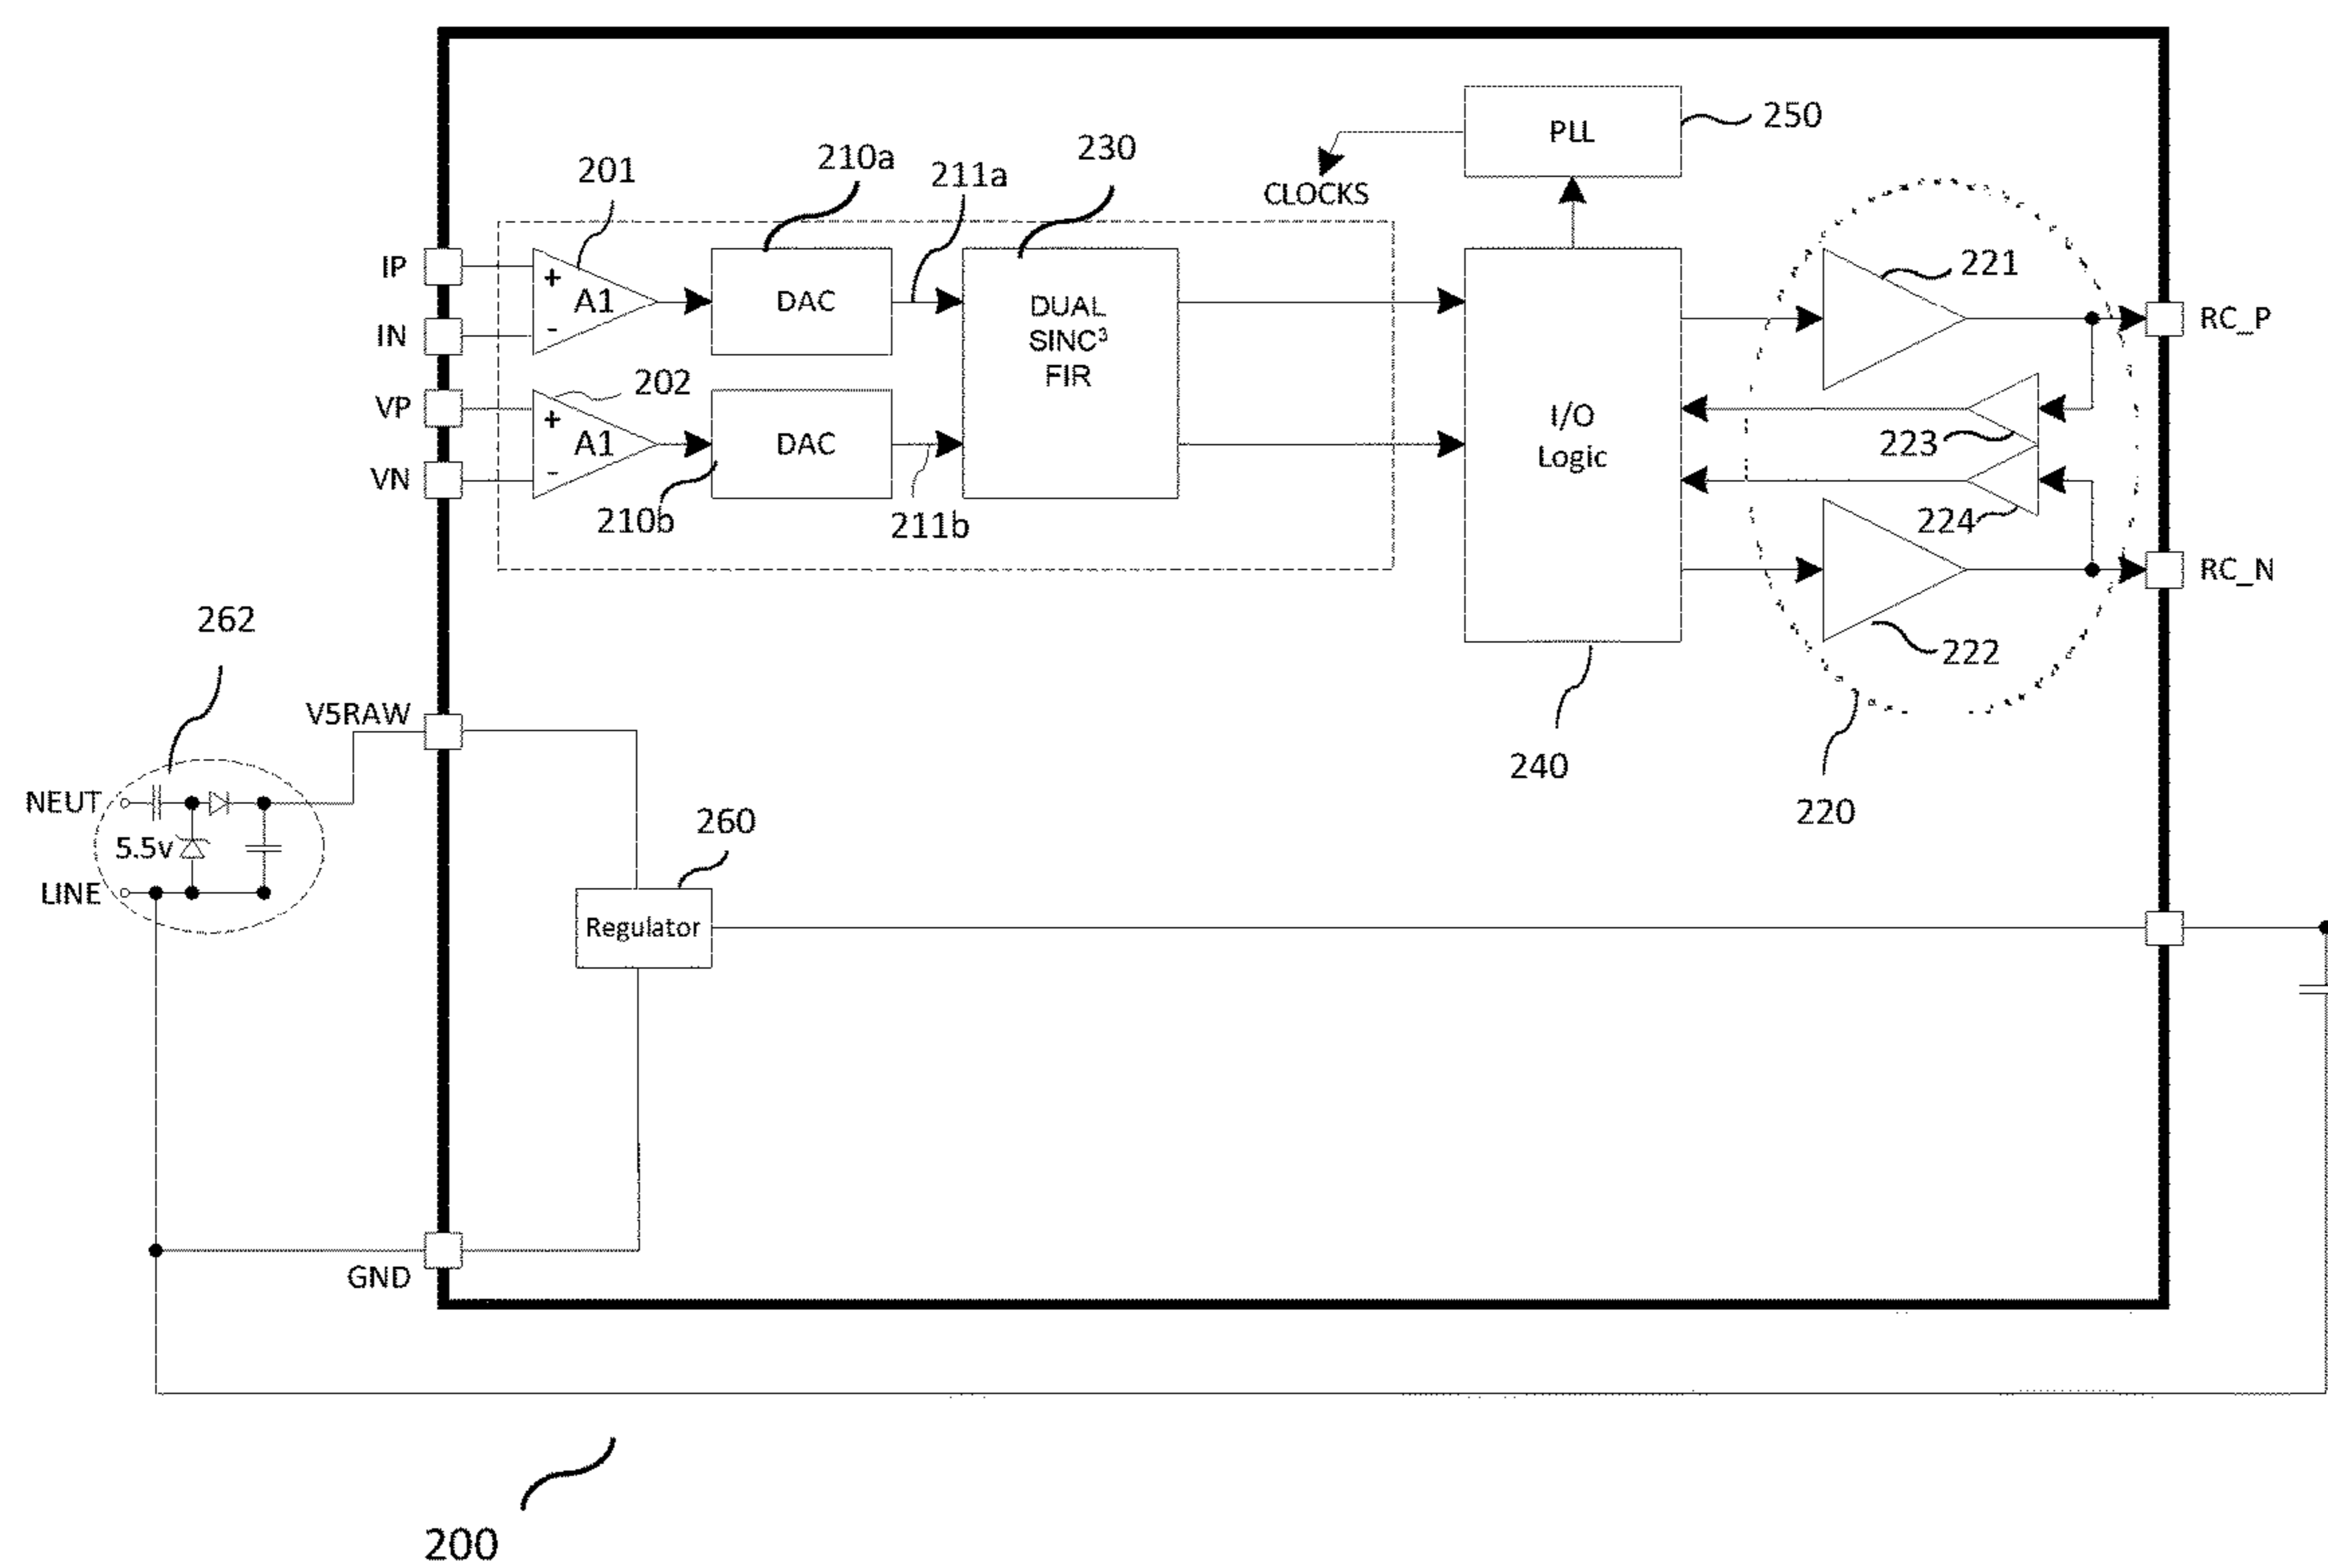 250
PLL
CLOCKS
230
210a
211a
201
IP
IN
VP
VN
+
A1
-
DAC
202
+
A1
-
DAC
210b
211b
DUAL
SINC³
FIR
I/O
Logic
240
221
223
224
222
220
RC_P
RC_N
262
V5RAW
NEUT
5.5v
LINE
260
Regulator
GND
200